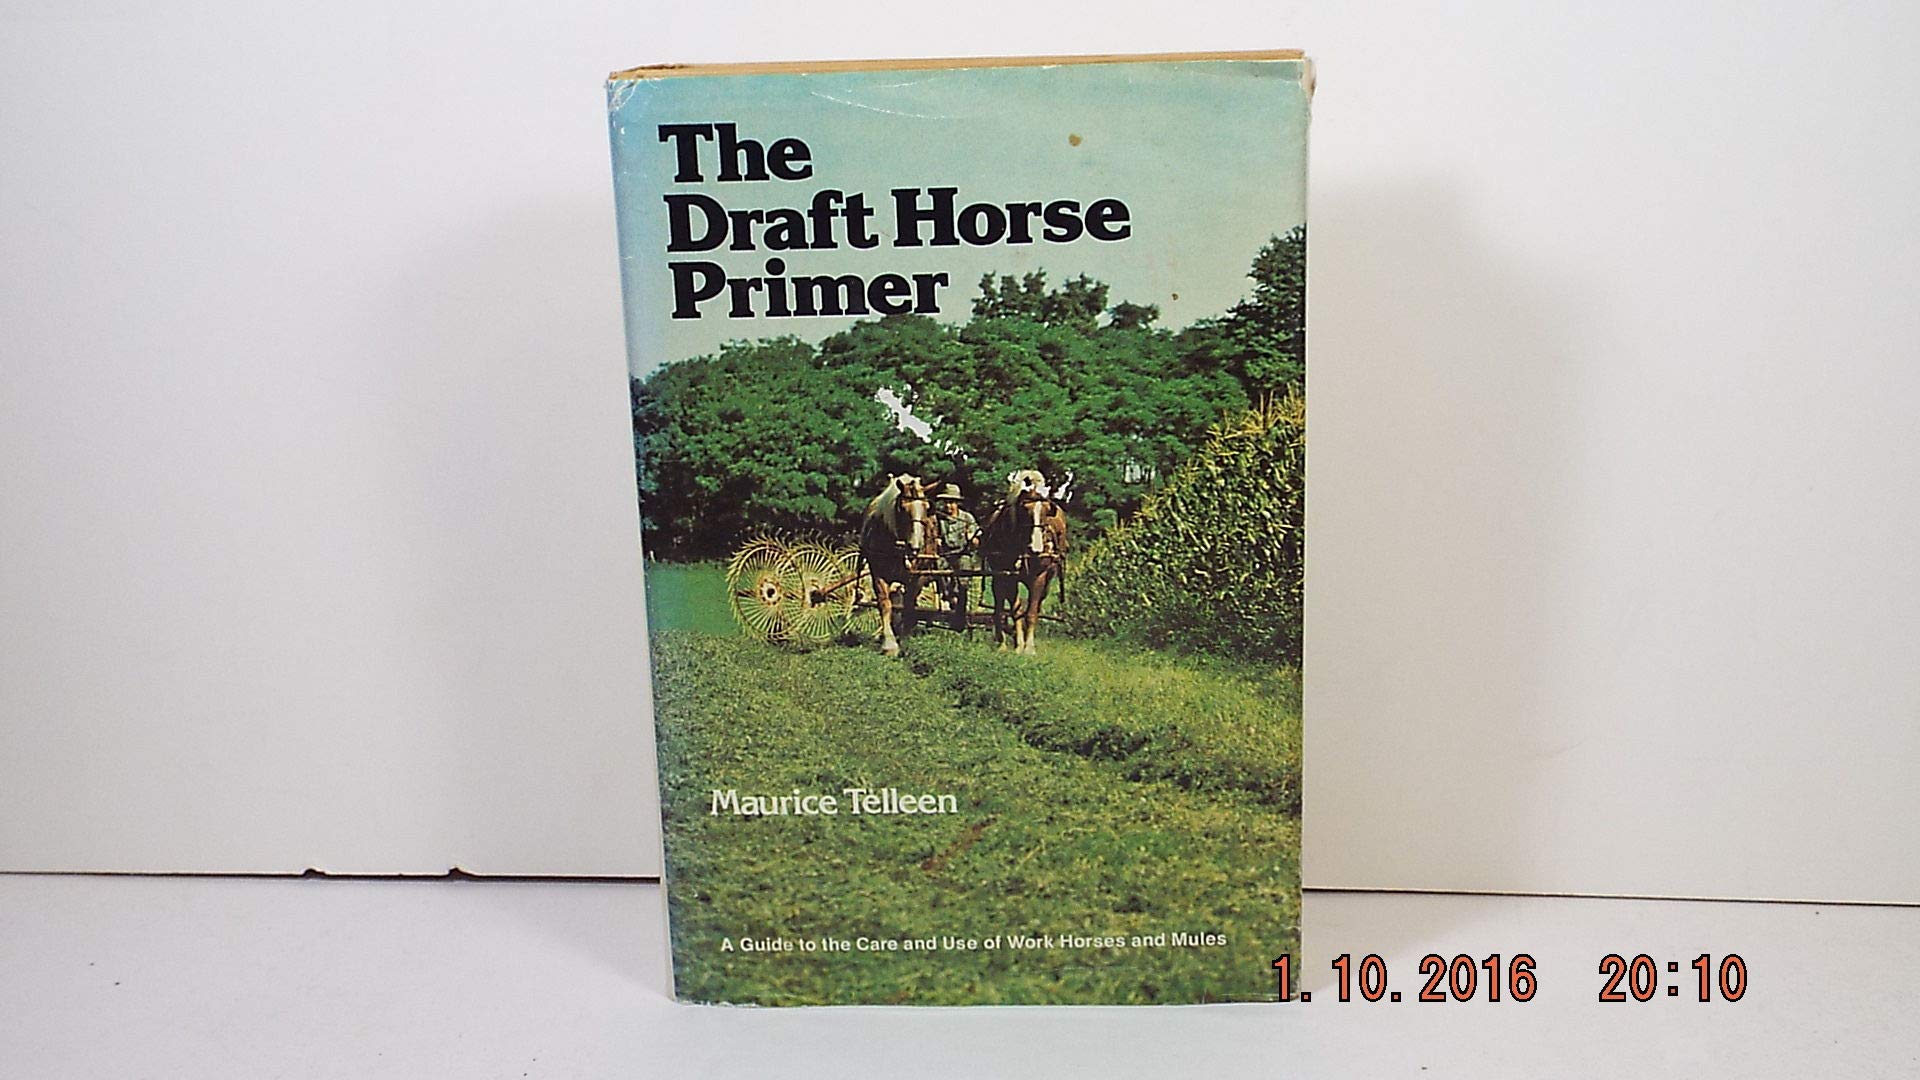 The
Draft Horse
Primer
Maurice Telleen
A Guide to the Care and Use of Work Horses and Mules
1.10.2016 20:10